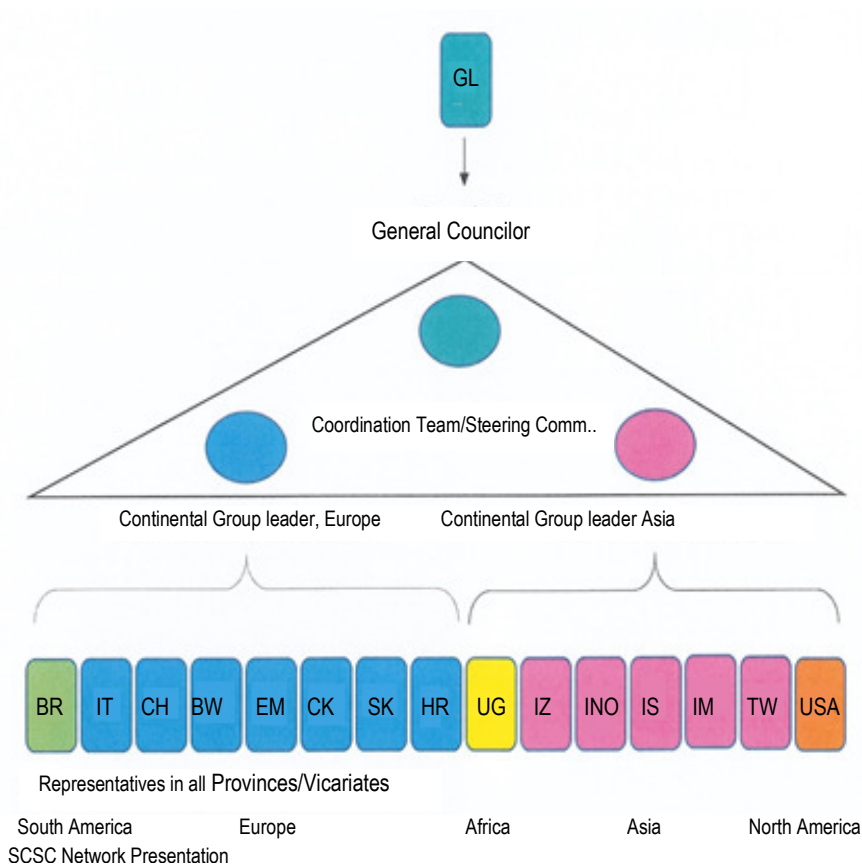 GL
General Councilor
Coordination Team/Steering Comm..
Continental Group leader, Europe Continental Group leader Asia
BR IT CH BW EM CK SK HR UG IZ INO IS IM TW USA
Representatives in all Provinces/Vicariates
South America Europe Africa Asia North America
SCSC Network Presentation